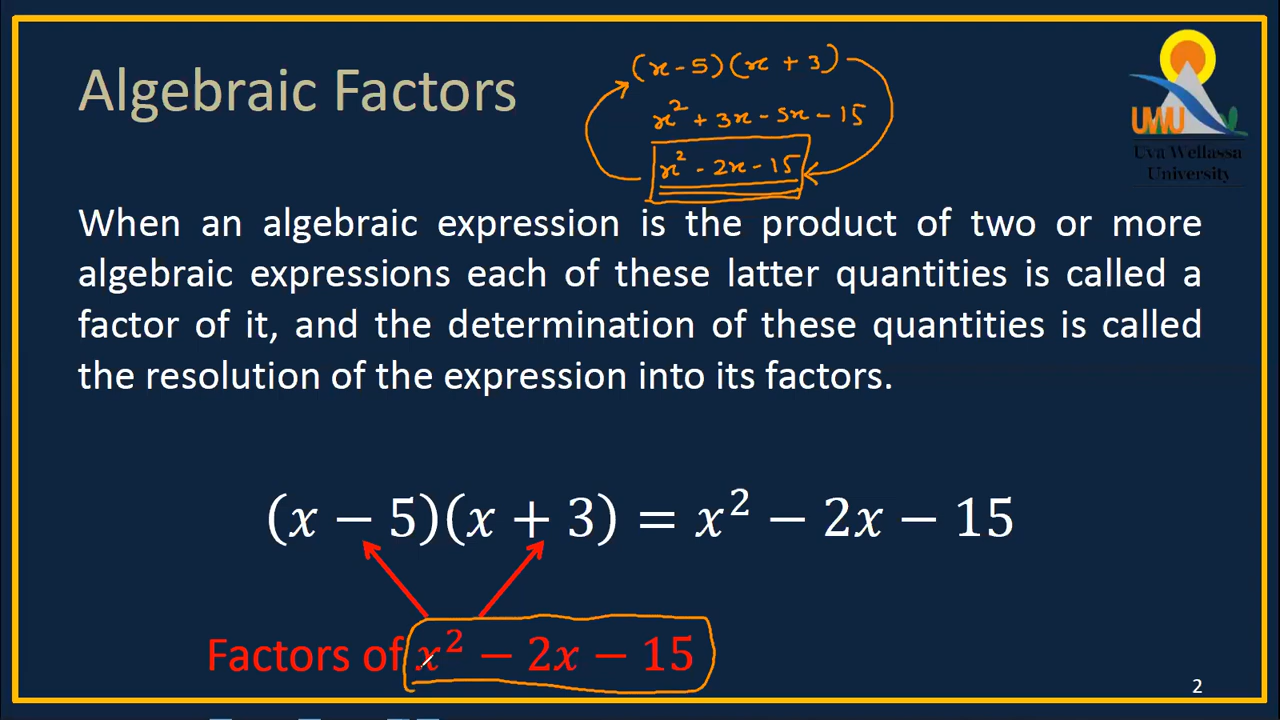 Algebraic Factors
(x - 5)(x + 3)
x² + 3x - 5x - 15
x² - 2x - 15
UWU
Uva Wellassa
University
When an algebraic expression is the product of two or more
algebraic expressions each of these latter quantities is called a
factor of it, and the determination of these quantities is called
the resolution of the expression into its factors.
(x − 5)(x + 3) = x² − 2x − 15
Factors of x² − 2x − 15
2